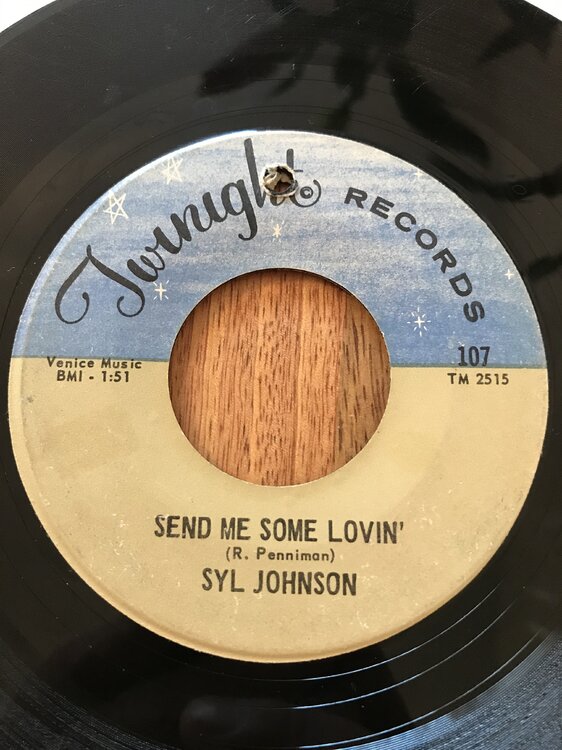 Twinight RECORDS
107
Venice Music
BMI - 1:51
TM 2515
SEND ME SOME LOVIN'
(R. Penniman)
SYL JOHNSON